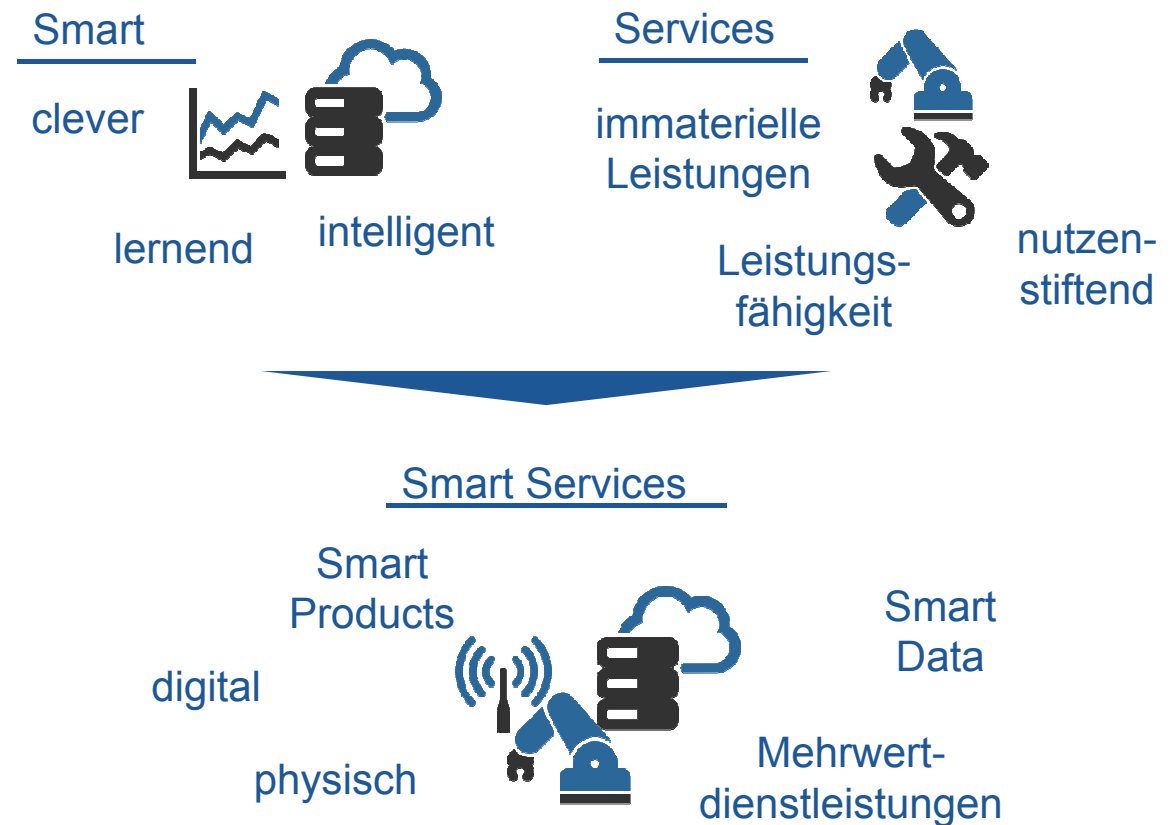 Smart
clever
lernend
intelligent
Services
immaterielle
Leistungen
Leistungs-
fähigkeit
nutzen-
stiftend
Smart Services
Smart
Products
digital
physisch
Smart
Data
Mehrwert-
dienstleistungen